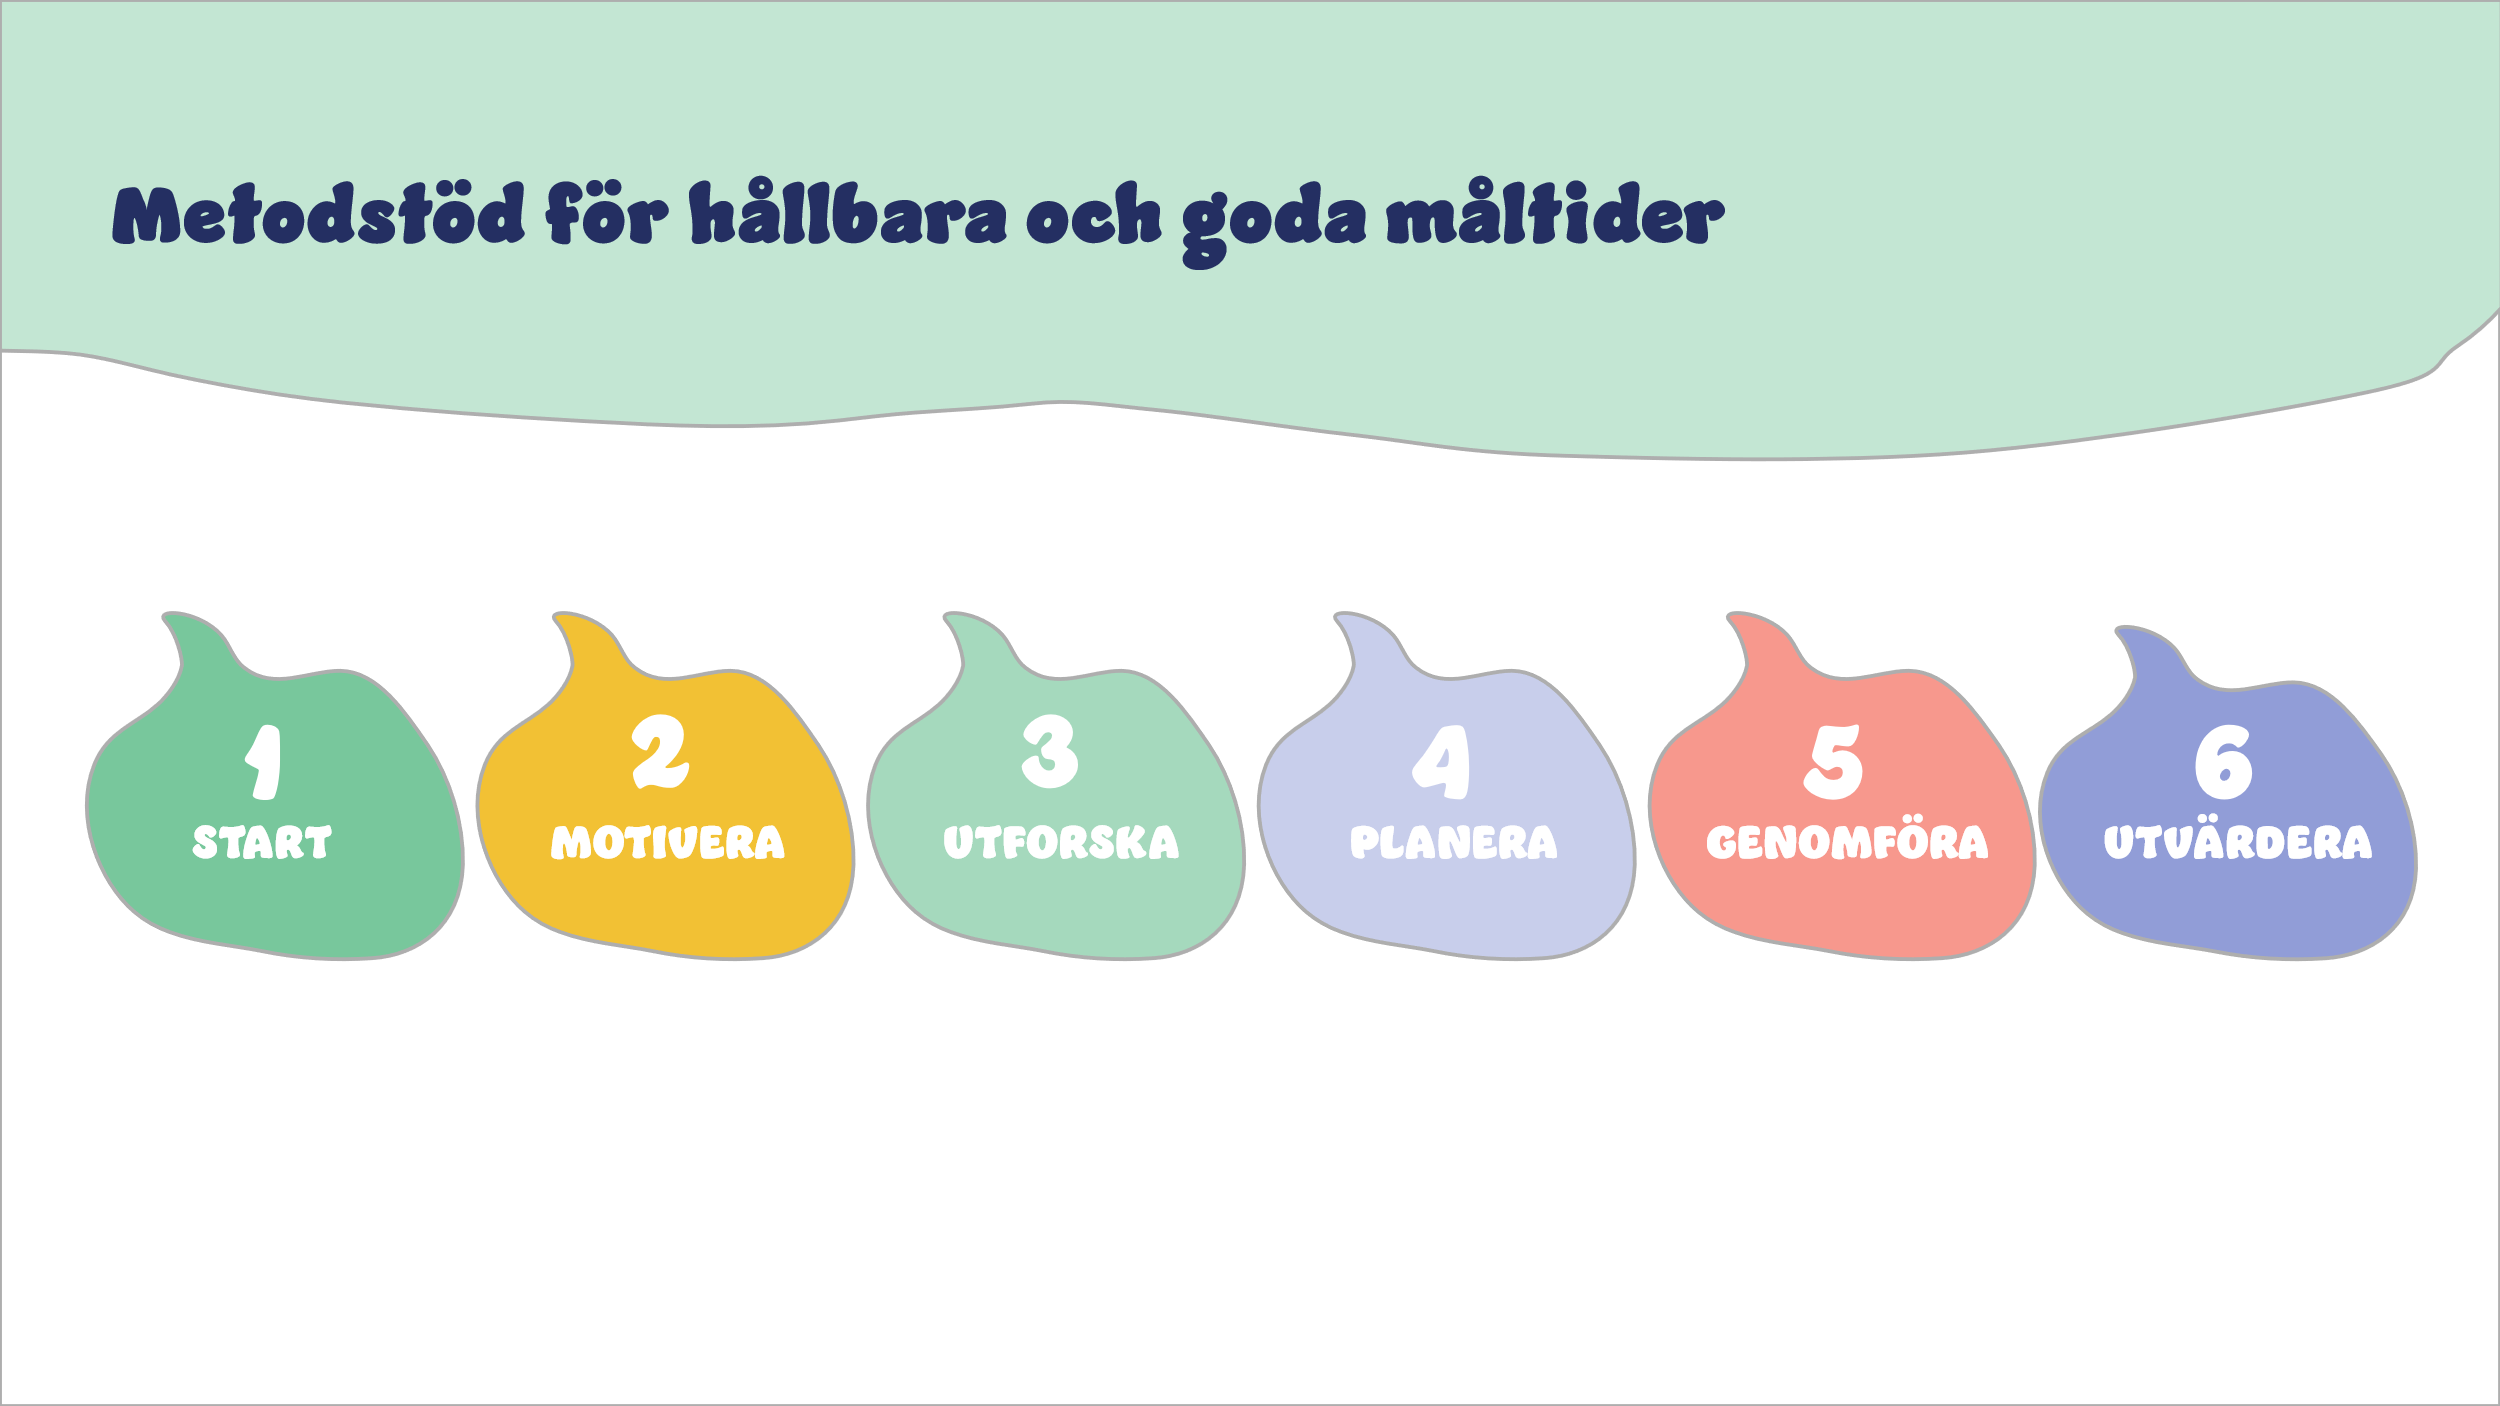 Metodstöd för hållbara och goda måltider
1
START
2
MOTIVERA
3
UTFORSKA
4
PLANERA
5
GENOMFÖRA
6
UTVÄRDERA